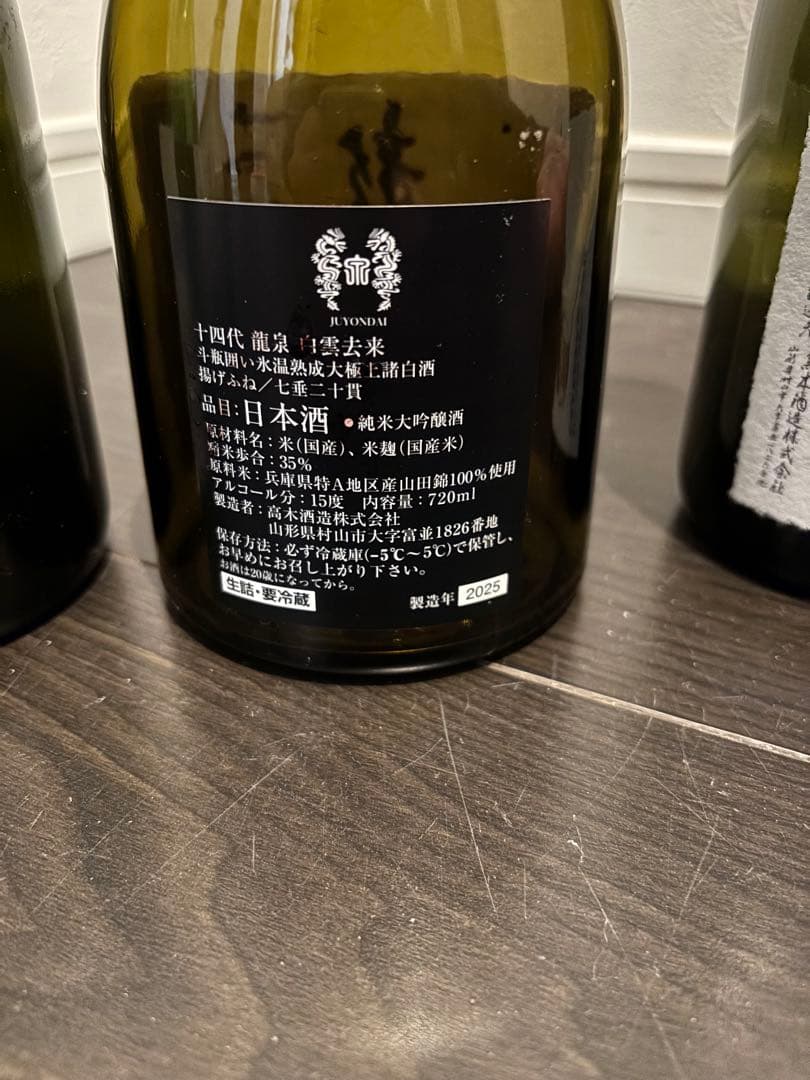 JUYONDAI
十四代 龍泉 白雲去来
斗瓶囲い氷温熟成大極上諸白酒
揚げふね/七垂二十貫
品目:日本酒 ●純米大吟醸酒
原材料名:米(国産)、米麹(国産米)
精米歩合:35%
原料米:兵庫県特A地区産山田錦100%使用
アルコール分:15度 内容量:720ml
製造者:高木酒造株式会社
山形県村山市大字富並1826番地
保存方法:必ず冷蔵庫(-5℃~5℃)で保管し、
お早めにお召し上がり下さい。
お酒は20歳になってから。
生詰・要冷蔵
製造年 2025
木酒造株式会社